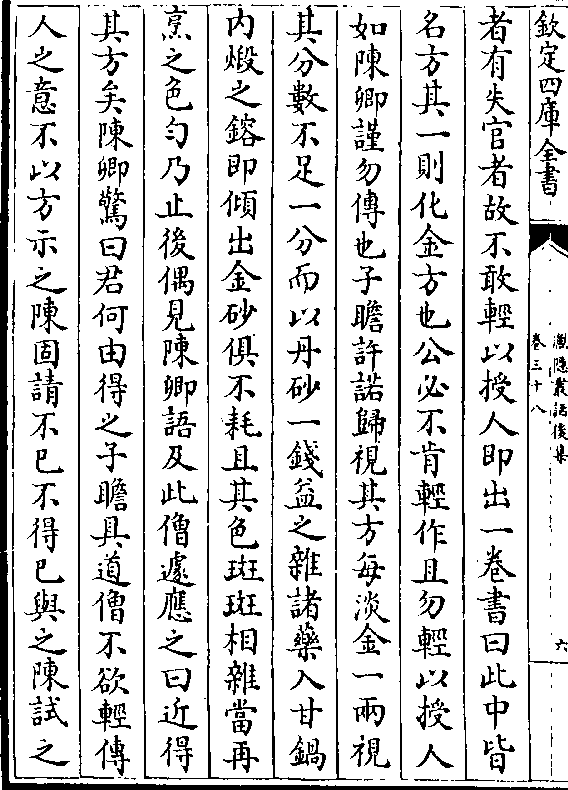 欽定四庫全書
漁隱叢話後集
卷三十八
六
者有失官者故不敢輕以授人即出一卷書曰此中皆
名方其一則化金方也公必不肯輕作且勿輕以授人
如陳卿謹勿傳也子瞻許諾歸視其方每淡金一兩視
其分數不足一分而以丹砂一錢益之雜諸藥入甘鍋
内煅之鎔即傾出金砂俱不耗且其色斑斑相雜當再
烹之色勻乃止後偶見陳卿語及此僧遽應之曰近得
其方矣陳卿驚曰君何由得之子瞻具道僧不欲輕傳
人之意不以方示之陳固請不已不得已與之陳試之